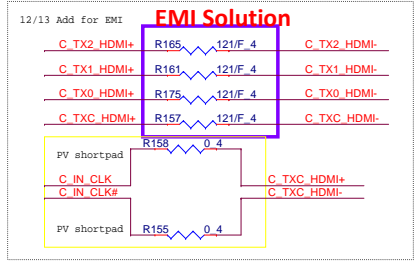 12/13 Add for EMI EMI Solution
C_TX2_HDMI+ R165 121/F_4 C_TX2_HDMI-
C_TX1_HDMI+ R161 121/F_4 C_TX1_HDMI-
C_TX0_HDMI+ R175 121/F_4 C_TX0_HDMI-
C_TXC_HDMI+ R157 121/F_4 C_TXC_HDMI-
R158 0_4
PV shortpad
C_IN_CLK C_TXC_HDMI+
C_IN_CLK# C_TXC_HDMI-
PV shortpad R155 0_4